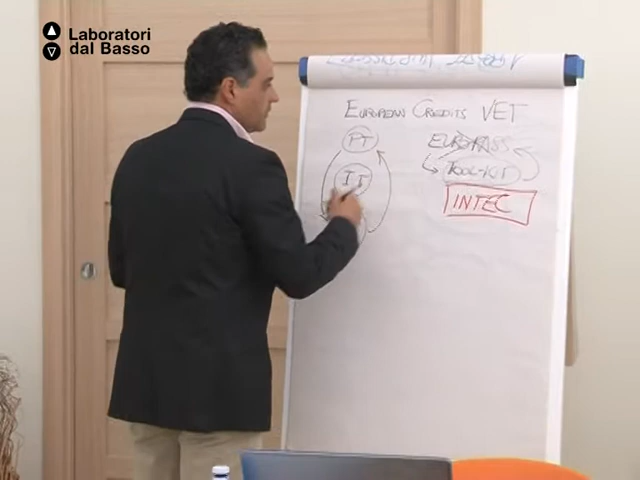 Laboratori
dal Basso
EUROPEAN CREDITS VET
PT
EUROPASS
IT
TOOL-KIT
INTEC